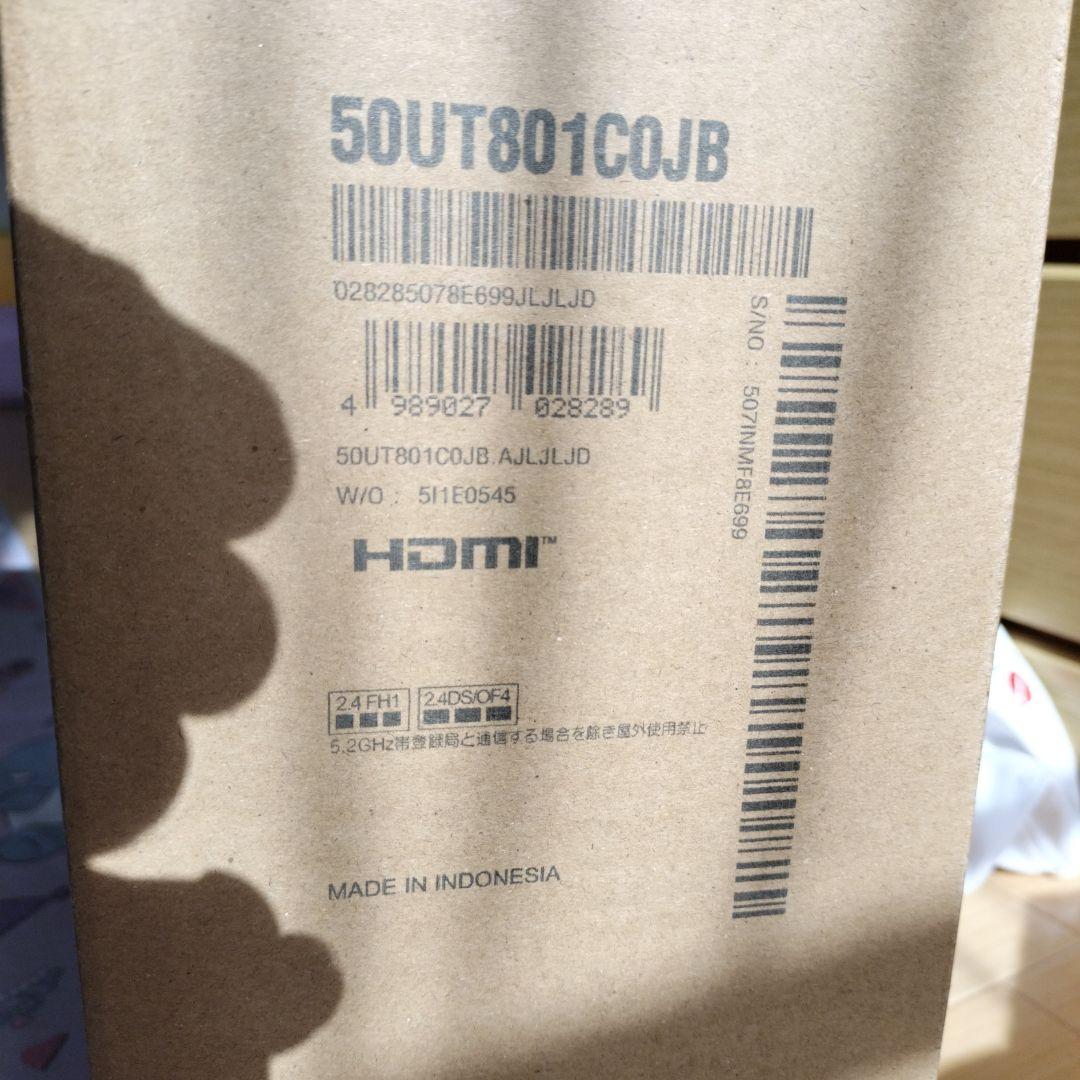 50UT801C0JB
028285078E699JLJLJD
4 989027 028289
50UT801C0JB.AJLJLJD
W/O : 5I1E0545
HDMI™
2.4 FH1
2.4DS/OF4
5.2GHz帯登録局と通信する場合を除き屋外使用禁止
MADE IN INDONESIA
S/NO : 507INMF8E699